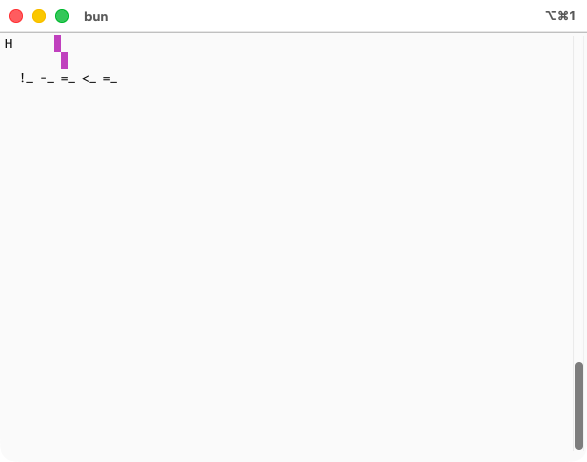 bun
⌥⌘1
H
!_ -_ =_ <_ =_